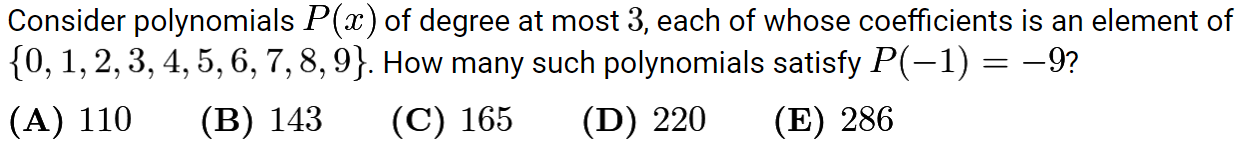 Consider polynomials P(x) of degree at most 3, each of whose coefficients is an element of
{0, 1, 2, 3, 4, 5, 6, 7, 8, 9}. How many such polynomials satisfy P(−1) = −9?
(A) 110 (B) 143 (C) 165 (D) 220 (E) 286